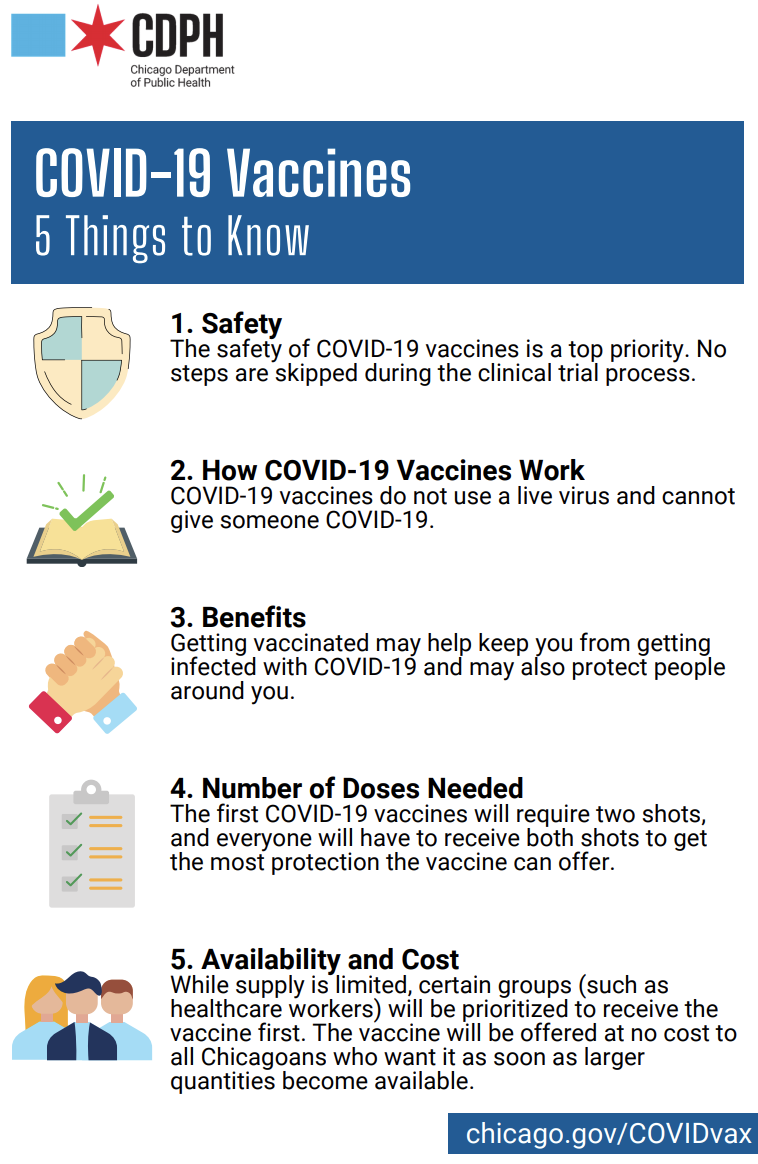 CDPH
Chicago Department
of Public Health
COVID-19 Vaccines
5 Things to Know
1. Safety
The safety of COVID-19 vaccines is a top priority. No
steps are skipped during the clinical trial process.
2. How COVID-19 Vaccines Work
COVID-19 vaccines do not use a live virus and cannot
give someone COVID-19.
3. Benefits
Getting vaccinated may help keep you from getting
infected with COVID-19 and may also protect people
around you.
4. Number of Doses Needed
The first COVID-19 vaccines will require two shots,
and everyone will have to receive both shots to get
the most protection the vaccine can offer.
5. Availability and Cost
While supply is limited, certain groups (such as
healthcare workers) will be prioritized to receive the
vaccine first. The vaccine will be offered at no cost to
all Chicagoans who want it as soon as larger
quantities become available.
chicago.gov/COVIDvax